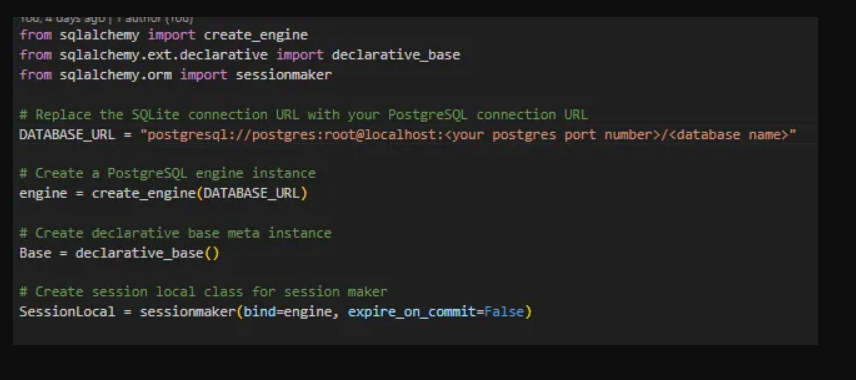 You, 4 days ago | 1 author (You)
from sqlalchemy import create_engine
from sqlalchemy.ext.declarative import declarative_base
from sqlalchemy.orm import sessionmaker
# Replace the SQLite connection URL with your PostgreSQL connection URL
DATABASE_URL = "postgresql://postgres:root@localhost:<your postgres port number>/<database name>"
# Create a PostgreSQL engine instance
engine = create_engine(DATABASE_URL)
# Create declarative base meta instance
Base = declarative_base()
# Create session local class for session maker
SessionLocal = sessionmaker(bind=engine, expire_on_commit=False)